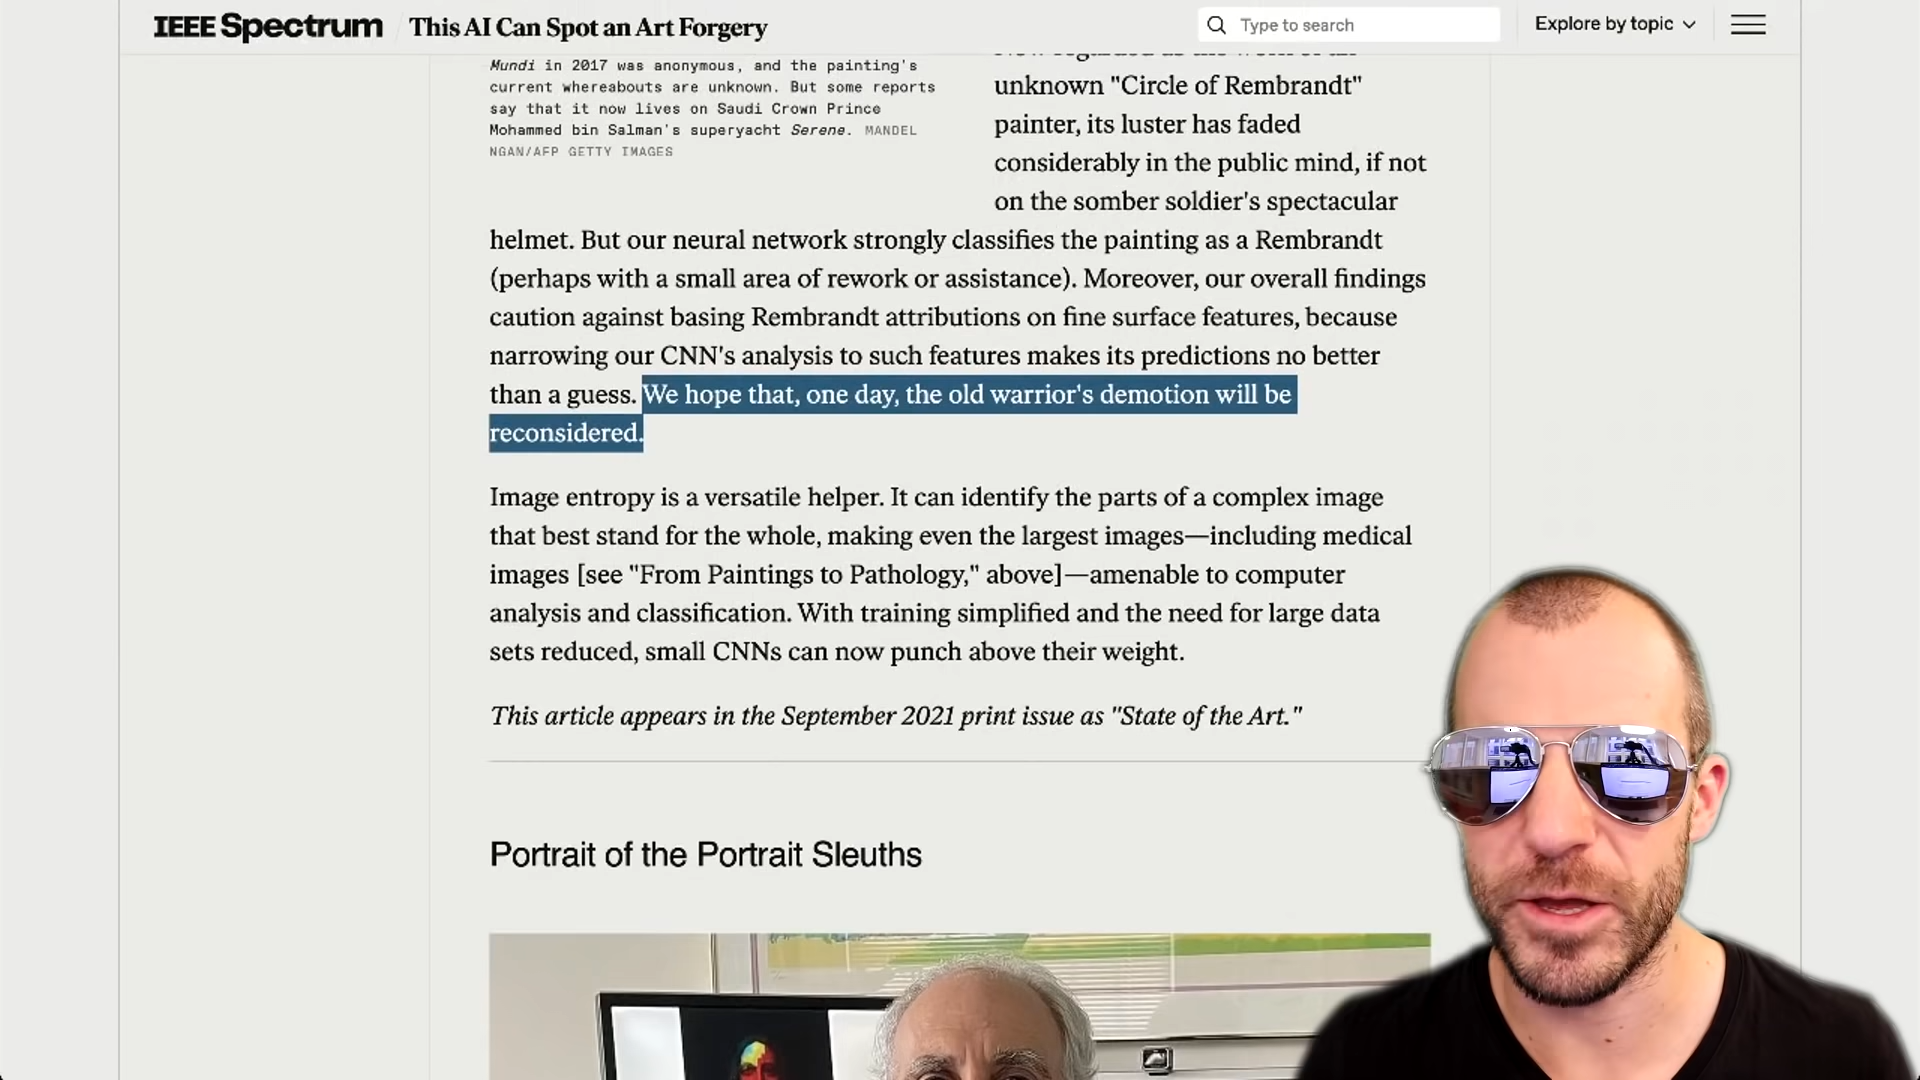 IEEE Spectrum
This AI Can Spot an Art Forgery
Type to search
Explore by topic
Mundi in 2017 was anonymous, and the painting's
current whereabouts are unknown. But some reports
say that it now lives on Saudi Crown Prince
Mohammed bin Salman's superyacht Serene. MANDEL
NGAN/AFP GETTY IMAGES
unknown "Circle of Rembrandt"
painter, its luster has faded
considerably in the public mind, if not
on the somber soldier's spectacular
helmet. But our neural network strongly classifies the painting as a Rembrandt
(perhaps with a small area of rework or assistance). Moreover, our overall findings
caution against basing Rembrandt attributions on fine surface features, because
narrowing our CNN's analysis to such features makes its predictions no better
than a guess. We hope that, one day, the old warrior's demotion will be
reconsidered.
Image entropy is a versatile helper. It can identify the parts of a complex image
that best stand for the whole, making even the largest images—including medical
images [see "From Paintings to Pathology," above]—amenable to computer
analysis and classification. With training simplified and the need for large data
sets reduced, small CNNs can now punch above their weight.
This article appears in the September 2021 print issue as "State of the Art."
Portrait of the Portrait Sleuths